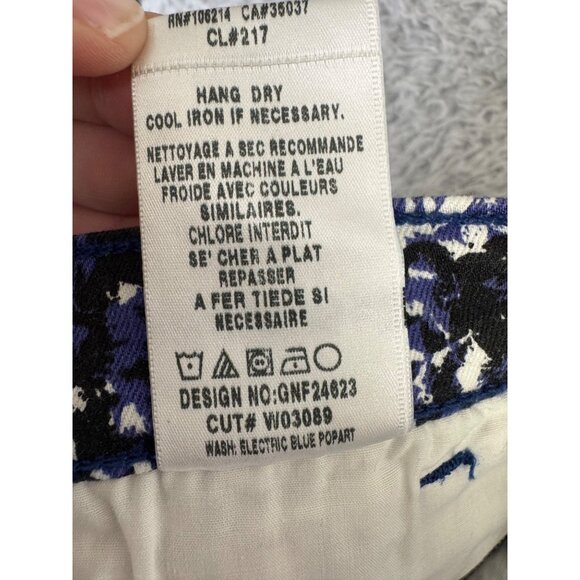 RN#106214 CA#35037
CL#217
HANG DRY
COOL IRON IF NECESSARY.
NETTOYAGE A SEC RECOMMANDE
LAVER EN MACHINE A L'EAU
FROIDE AVEC COULEURS
SIMILAIRES.
CHLORE INTERDIT
SE' CHER A PLAT
REPASSER
A FER TIEDE SI
NECESSAIRE
DESIGN NO:GNF24623
CUT# W03089
WASH: ELECTRIC BLUE POPART